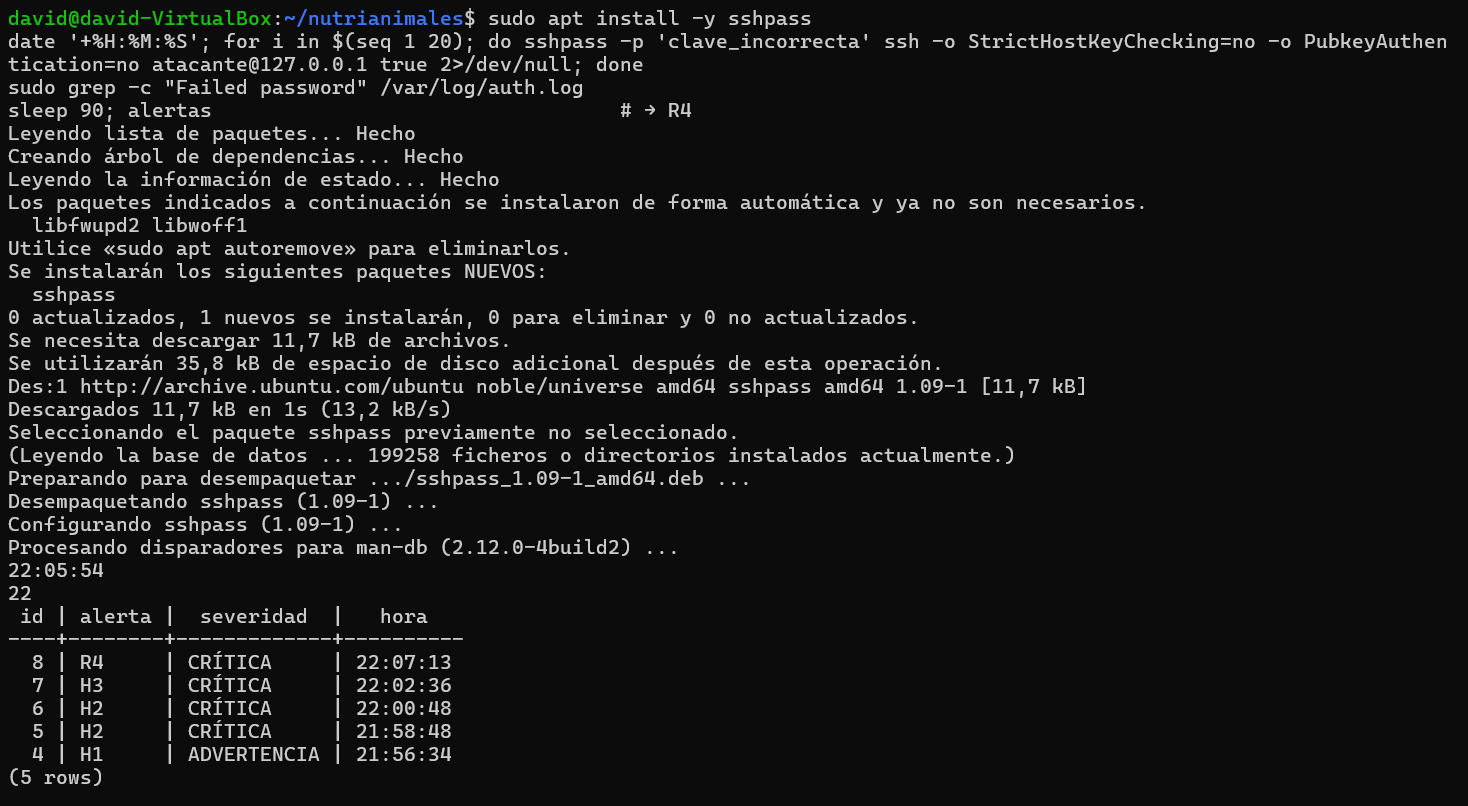 david@david-VirtualBox:~/nutrianimales$ sudo apt install -y sshpass
date '+%H:%M:%S'; for i in $(seq 1 20); do sshpass -p 'clave_incorrecta' ssh -o StrictHostKeyChecking=no -o PubkeyAuthen
tication=no atacante@127.0.0.1 true 2>/dev/null; done
sudo grep -c "Failed password" /var/log/auth.log
sleep 90; alertas                                  # → R4
Leyendo lista de paquetes... Hecho
Creando árbol de dependencias... Hecho
Leyendo la información de estado... Hecho
Los paquetes indicados a continuación se instalaron de forma automática y ya no son necesarios.
  libfwupd2 libwoff1
Utilice «sudo apt autoremove» para eliminarlos.
Se instalarán los siguientes paquetes NUEVOS:
  sshpass
0 actualizados, 1 nuevos se instalarán, 0 para eliminar y 0 no actualizados.
Se necesita descargar 11,7 kB de archivos.
Se utilizarán 35,8 kB de espacio de disco adicional después de esta operación.
Des:1 http://archive.ubuntu.com/ubuntu noble/universe amd64 sshpass amd64 1.09-1 [11,7 kB]
Descargados 11,7 kB en 1s (13,2 kB/s)
Seleccionando el paquete sshpass previamente no seleccionado.
(Leyendo la base de datos ... 199258 ficheros o directorios instalados actualmente.)
Preparando para desempaquetar .../sshpass_1.09-1_amd64.deb ...
Desempaquetando sshpass (1.09-1) ...
Configurando sshpass (1.09-1) ...
Procesando disparadores para man-db (2.12.0-4build2) ...
22:05:54
22
 id | alerta |  severidad  |   hora
----+--------+-------------+----------
  8 | R4     | CRÍTICA     | 22:07:13
  7 | H3     | CRÍTICA     | 22:02:36
  6 | H2     | CRÍTICA     | 22:00:48
  5 | H2     | CRÍTICA     | 21:58:48
  4 | H1     | ADVERTENCIA | 21:56:34
(5 rows)